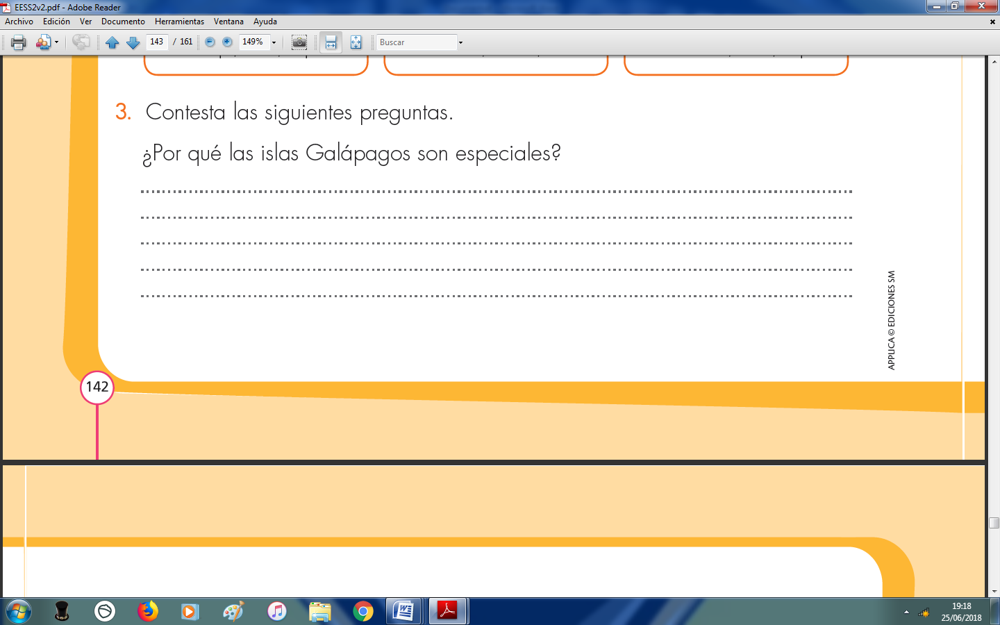 EESS2v2.pdf - Adobe Reader
Archivo Edición Ver Documento Herramientas Ventana Ayuda
143 / 161 149% Buscar
3. Contesta las siguientes preguntas.
¿Por qué las islas Galápagos son especiales?
APPLICA © EDICIONES SM
142
19:18
25/06/2018